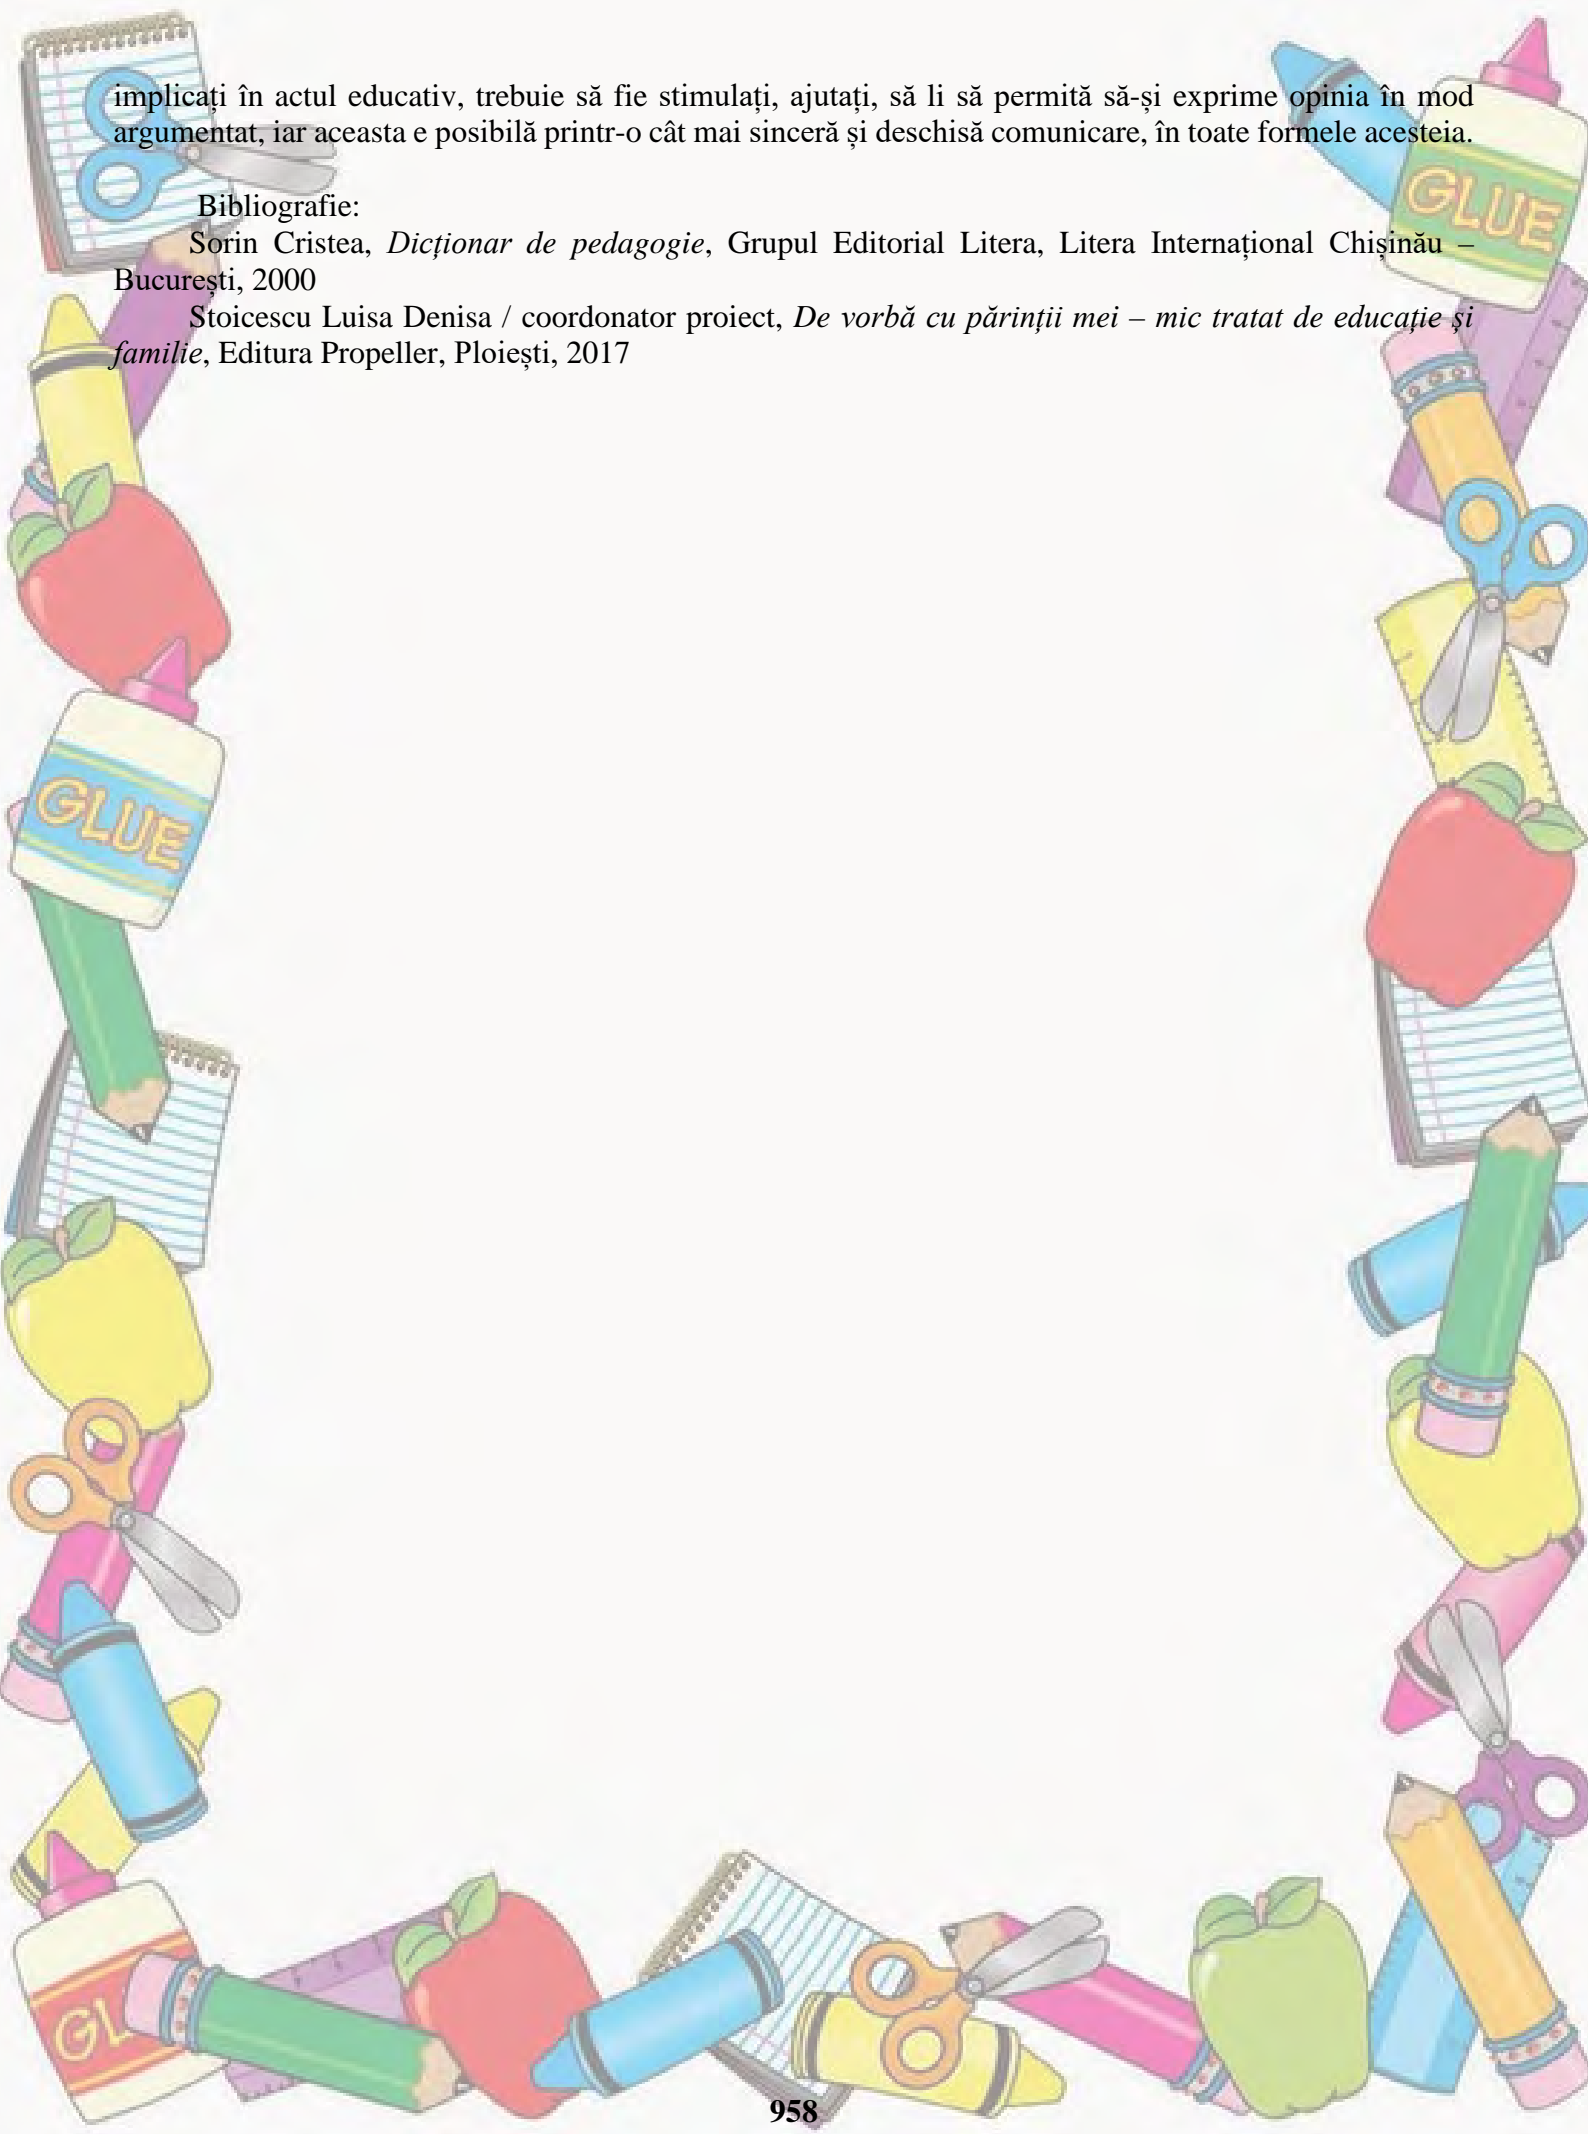 implicați în actul educativ, trebuie să fie stimulați, ajutați, să li să permită să-și exprime opinia în mod
argumentat, iar aceasta e posibilă printr-o cât mai sinceră și deschisă comunicare, în toate formele acesteia.
Bibliografie:
Sorin Cristea, Dicționar de pedagogie, Grupul Editorial Litera, Litera Internațional Chișinău –
București, 2000
Stoicescu Luisa Denisa / coordonator proiect, De vorbă cu părinții mei – mic tratat de educație și
familie, Editura Propeller, Ploiești, 2017
GLUE
GLUE
GL
958